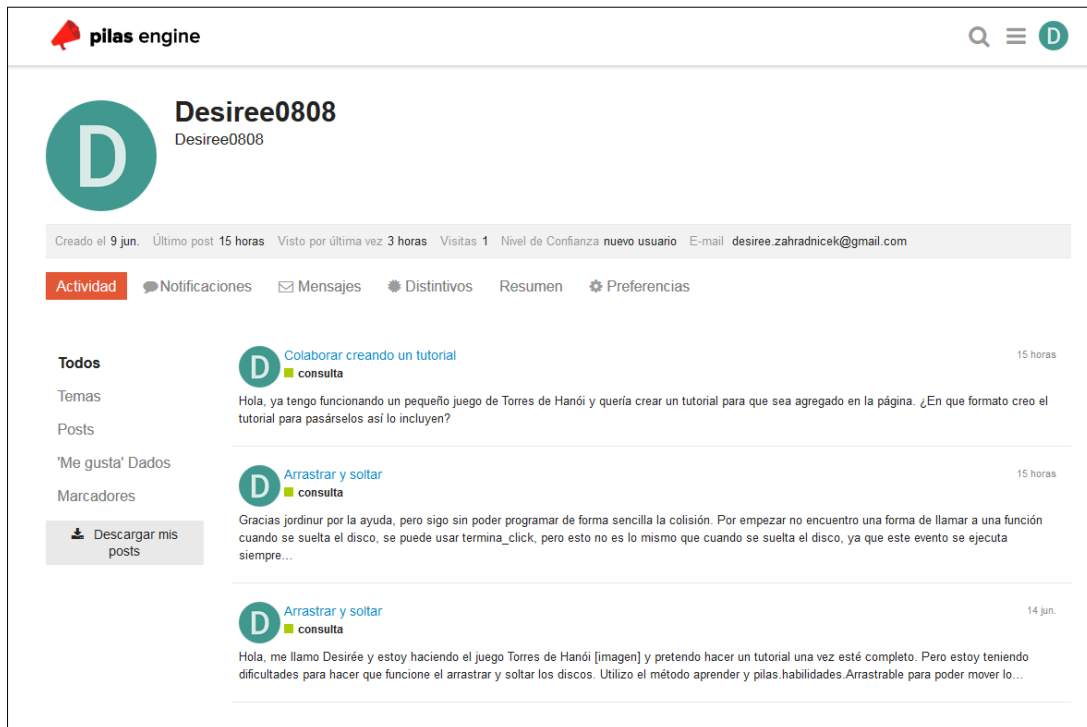 pilas engine
D
D
Desiree0808
Desiree0808
Creado el 9 jun. Último post 15 horas Visto por última vez 3 horas Visitas 1 Nivel de Confianza nuevo usuario E-mail desiree.zahradnicek@gmail.com
Actividad Notificaciones Mensajes Distintivos Resumen Preferencias
Todos
Temas
Posts
'Me gusta' Dados
Marcadores
Descargar mis
posts
D
Colaborar creando un tutorial 15 horas
consulta
Hola, ya tengo funcionando un pequeño juego de Torres de Hanói y quería crear un tutorial para que sea agregado en la página. ¿En que formato creo el
tutorial para pasárselos así lo incluyen?
D
Arrastrar y soltar 15 horas
consulta
Gracias jordinur por la ayuda, pero sigo sin poder programar de forma sencilla la colisión. Por empezar no encuentro una forma de llamar a una función
cuando se suelta el disco, se puede usar termina_click, pero esto no es lo mismo que cuando se suelta el disco, ya que este evento se ejecuta
siempre…
D
Arrastrar y soltar 14 jun.
consulta
Hola, me llamo Desirée y estoy haciendo el juego Torres de Hanói [imagen] y pretendo hacer un tutorial una vez esté completo. Pero estoy teniendo
dificultades para hacer que funcione el arrastrar y soltar los discos. Utilizo el método aprender y pilas.habilidades.Arrastrable para poder mover lo…